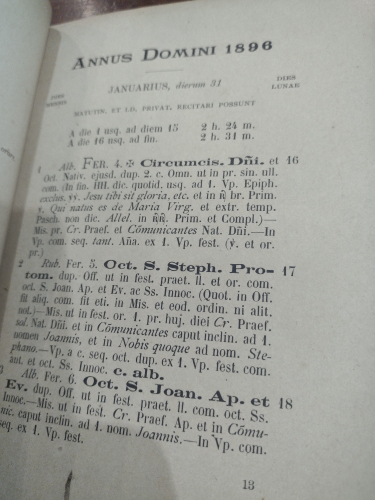 ANNUS DOMINI 1896
JANUARIUS, dierum 31
DIES
MENSIS
DIES
LUNAE
MATUTIN. ET LD. PRIVAT. RECITARI POSSUNT
A die 1 usq. ad diem 15 2 h. 24 m.
A die 16 usq. ad fin. 2 h. 31 m.
1 Alb. FER. 4. ✠ Circumcis. Dñi. et 16
Oct. Nativ. ejusd. dup. 2. c. Omn. ut in pr. sin. ull.
com. (In fin. HH. dic. quotid. usq. ad 1. Vp. Epiph.
exclus. ℣℣. Jesu tibi sit gloria, etc. et in ℟ br. Prim.
℣. Qui natus es de Maria Virg. et extr. temp.
Pasch. non dic. Allel. in ℟℟. Prim. et Compl.)—
Mis. pr. Cr. Præf. et Cõmunicantes Nat. Dñi.—In
Vp. com. seq. tant. Aña. ex 1. Vp. fest. (℣. et or.
pr.)
2 Rub. Fer. 5. Oct. S. Steph. Pro- 17
tom. dup. Off. ut in fest. præt. ll. et or. com.
oct. S. Joan. Ap. et Ev. ac Ss. Innoc. (Quot. in Off.
fit aliq. com. fit eti. in Mis. et eod. ordin. ni alit.
not.)—Mis. ut in fest. or. 1. pr. huj. diei Cr. Præf.
sol. Nat. Dñi. et in Cõmunicantes caput inclin. ad 1.
nomen Joannis, et in Nobis quoque ad nom. Ste-
phano.—Vp. a c. seq. oct. dup. ex 1. Vp. fest. com.
ant. et oct. Ss. Innoc. c. alb.
Alb. Fer. 6. Oct. S. Joan. Ap. et 18
Ev. dup. Off. ut in fest. præt. ll. com. oct. Ss.
Innoc.—Mis. ut in fest. Cr. Præf. Ap. et in Cõmu-
nic. caput inclin. ad 1. nom. Joannis.—In Vp. com.
seq. ex 1. Vp. fest.
13